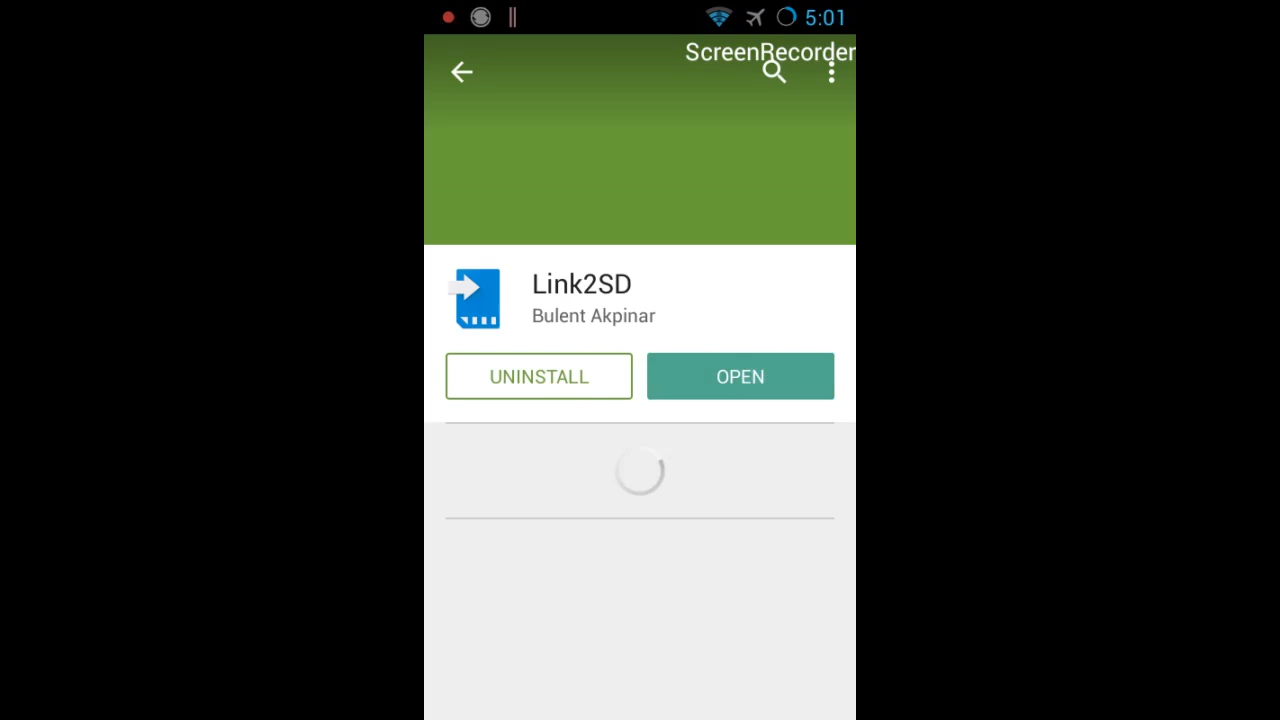 5:01
ScreenRecorder
Link2SD
Bulent Akpinar
UNINSTALL
OPEN